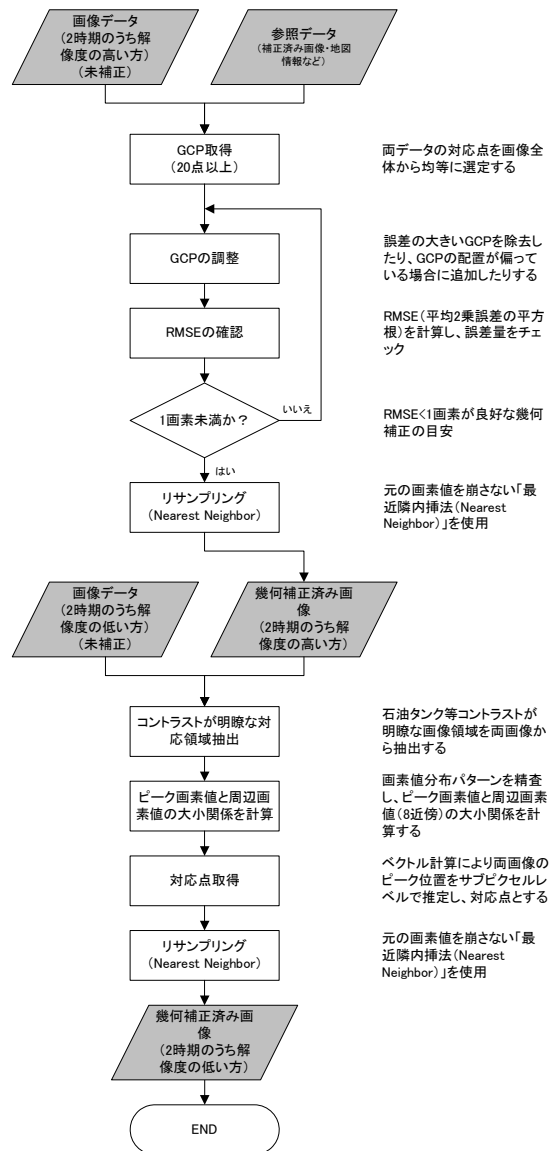 画像データ
(2時期のうち解
像度の高い方)
(未補正)
参照データ
(補正済み画像・地図
情報など)
GCP取得
(20点以上)
両データの対応点を画像全
体から均等に選定する
GCPの調整
誤差の大きいGCPを除去し
たり、GCPの配置が偏って
いる場合に追加したりする
RMSEの確認
RMSE(平均2乗誤差の平方
根)を計算し、誤差量をチェ
ック
1画素未満か?
いいえ
RMSE<1画素が良好な幾何
補正の目安
はい
リサンプリング
(Nearest Neighbor)
元の画素値を崩さない「最
近隣内挿法(Nearest
Neighbor)」を使用
画像データ
(2時期のうち解
像度の低い方)
(未補正)
幾何補正済み画
像
(2時期のうち解
像度の高い方)
コントラストが明瞭な対
応領域抽出
石油タンク等コントラストが
明瞭な画像領域を両画像か
ら抽出する
ピーク画素値と周辺画
素値の大小関係を計算
画素値分布パターンを精査
し、ピーク画素値と周辺画素
値(8近傍)の大小関係を計
算する
対応点取得
ベクトル計算により両画像の
ピーク位置をサブピクセルレ
ベルで推定し、対応点とする
リサンプリング
(Nearest Neighbor)
元の画素値を崩さない「最
近隣内挿法(Nearest
Neighbor)」を使用
幾何補正済み画
像
(2時期のうち解
像度の低い方)
END